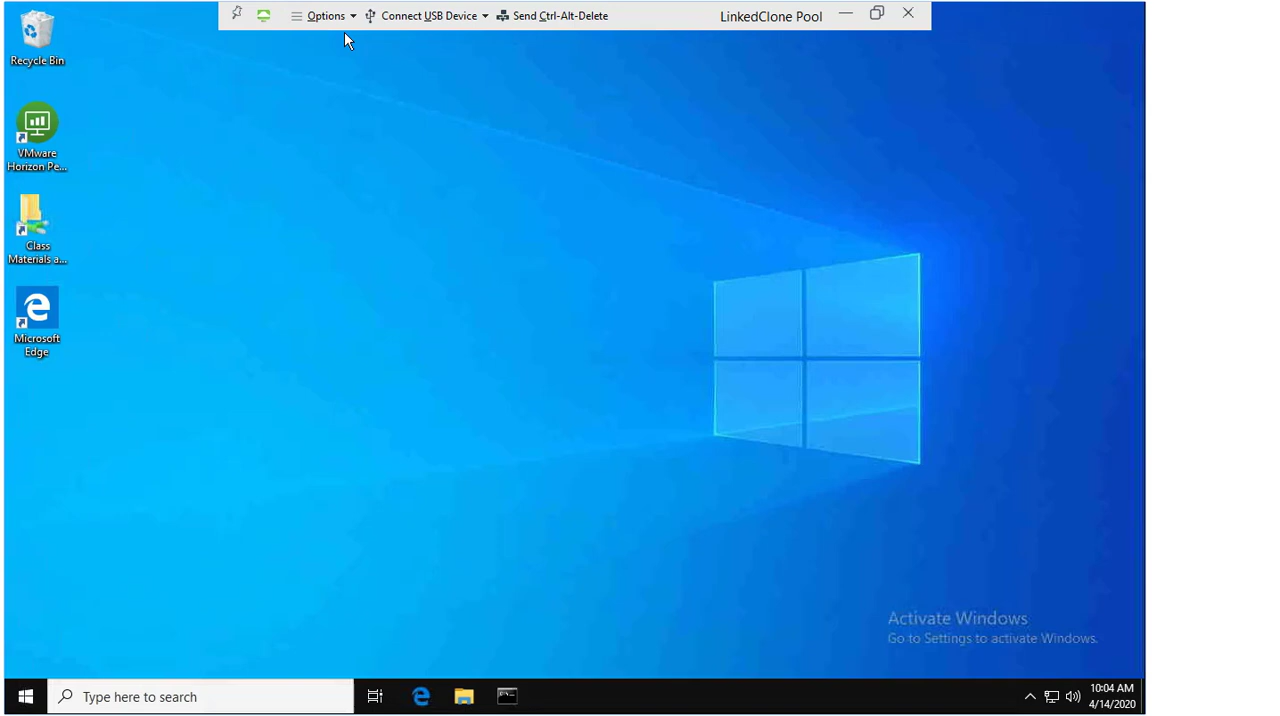 Options
Connect USB Device
Send Ctrl-Alt-Delete
LinkedClone Pool
Recycle Bin
VMware
Horizon Pe...
Class
Materials a...
Microsoft
Edge
Activate Windows
Go to Settings to activate Windows.
Type here to search
10:04 AM
4/14/2020